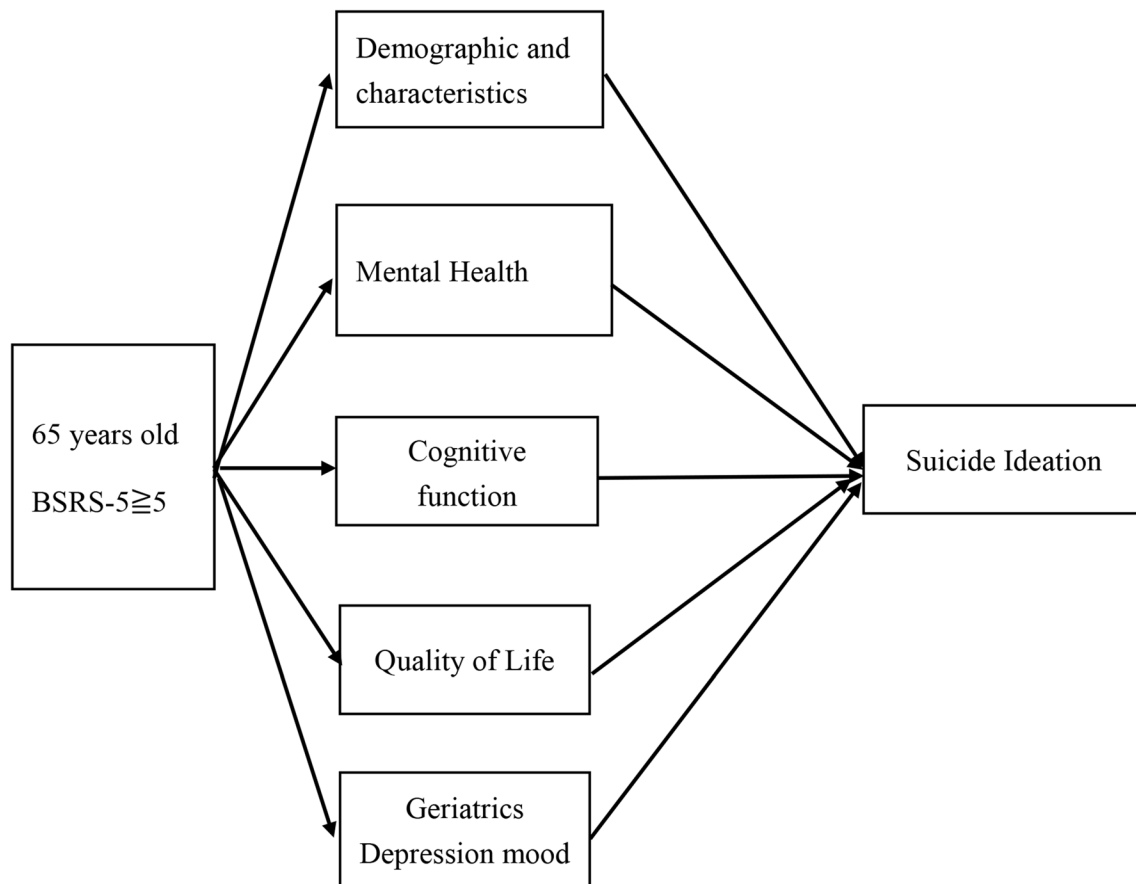 Demographic and
characteristics
Mental Health
65 years old
BSRS-5≧5
Cognitive
function
Suicide Ideation
Quality of Life
Geriatrics
Depression mood